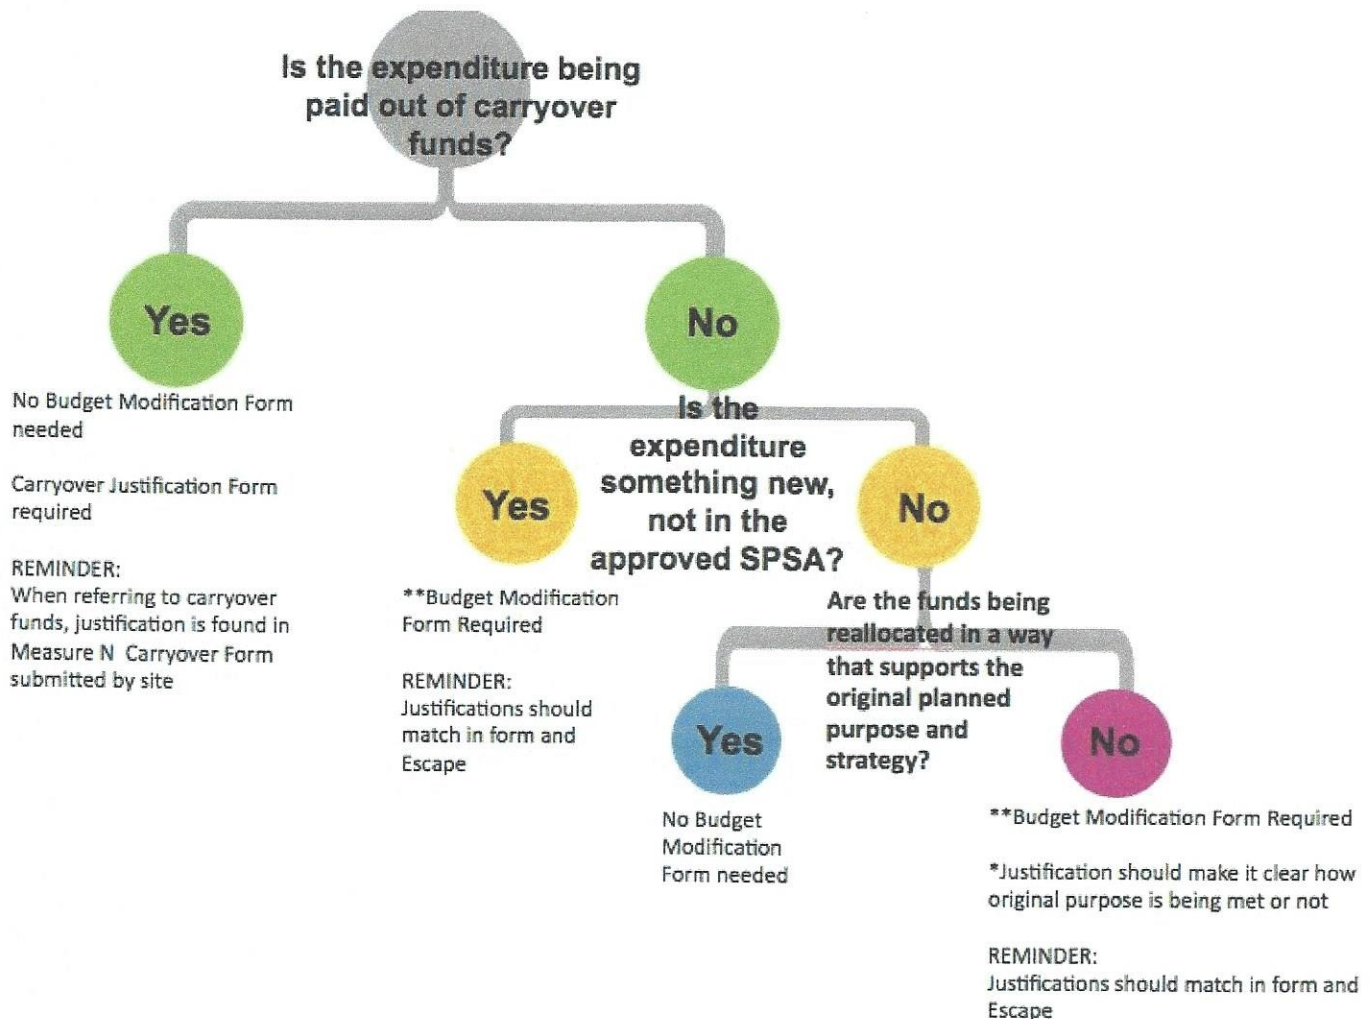 Is the expenditure being
paid out of carryover
funds?
Yes
No
No Budget Modification Form
needed
Carryover Justification Form
required
REMINDER:
When referring to carryover
funds, justification is found in
Measure N Carryover Form
submitted by site
Is the
expenditure
something new,
not in the
approved SPSA?
Yes
No
**Budget Modification
Form Required
REMINDER:
Justifications should
match in form and
Escape
Are the funds being
reallocated in a way
that supports the
original planned
purpose and
strategy?
Yes
No
No Budget
Modification
Form needed
**Budget Modification Form Required
*Justification should make it clear how
original purpose is being met or not
REMINDER:
Justifications should match in form and
Escape